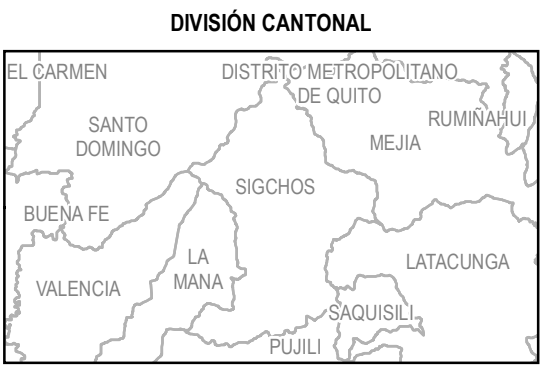 DIVISIÓN CANTONAL
EL CARMEN
DISTRITO METROPOLITANO
DE QUITO
RUMIÑAHUI
SANTO
DOMINGO
MEJIA
SIGCHOS
BUENA FE
LA
MANA
LATACUNGA
VALENCIA
SAQUISILI
PUJILI